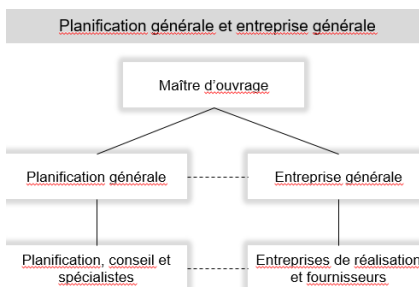 Planification générale et entreprise générale
Maître d'ouvrage
Planification générale
Entreprise générale
Planification, conseil et
spécialistes
Entreprises de réalisation
et fournisseurs